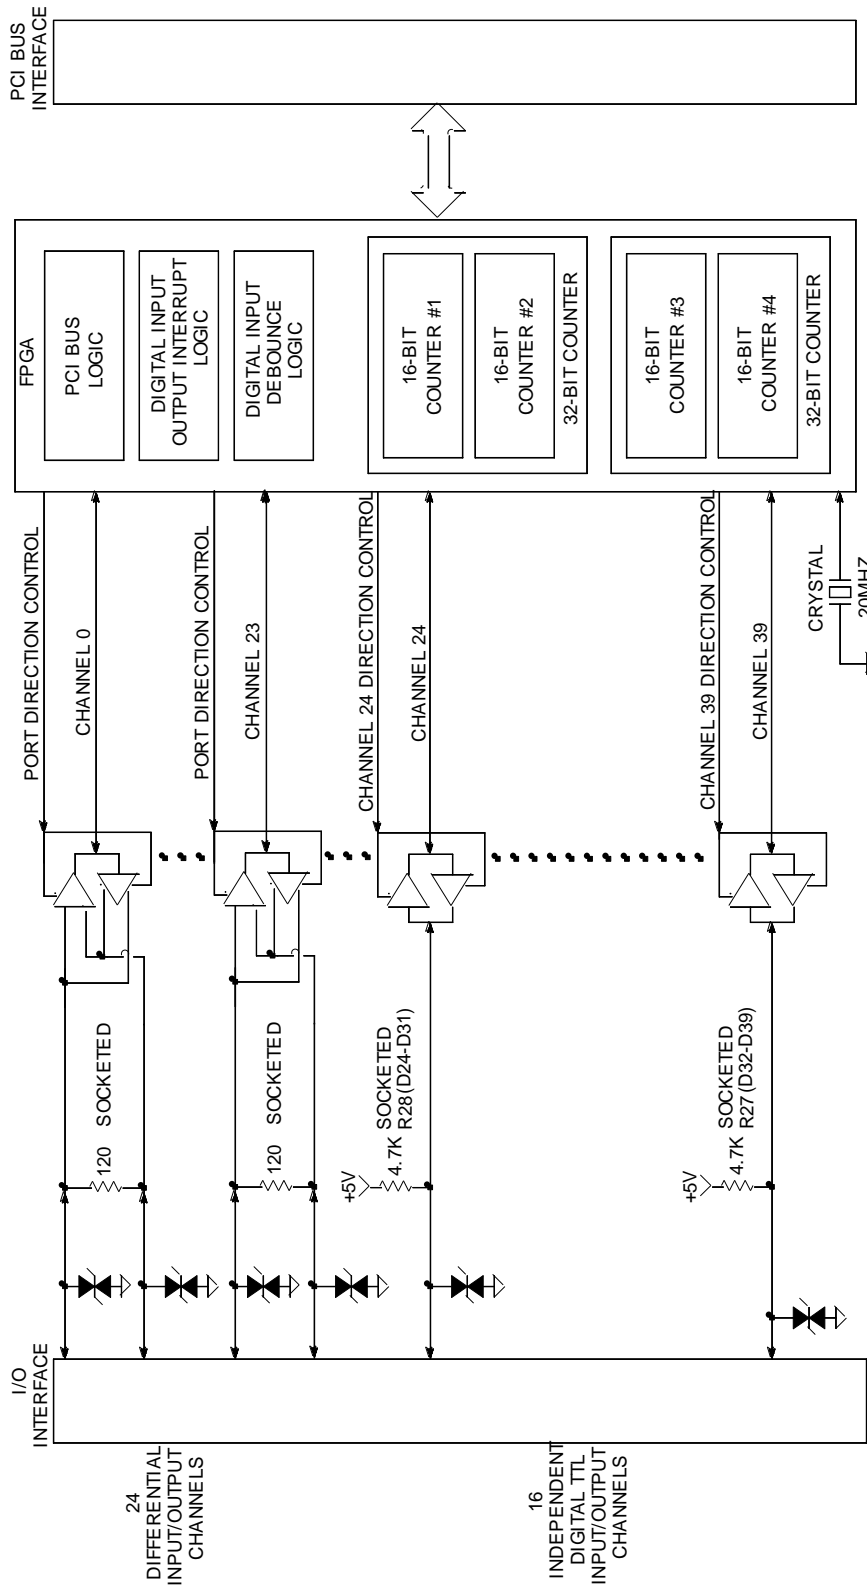 PCI BUS
INTERFACE
FPGA
PCI BUS
LOGIC
DIGITAL INPUT
OUTPUT INTERRUPT
LOGIC
DIGITAL INPUT
DEBOUNCE
LOGIC
16-BIT
COUNTER #1
16-BIT
COUNTER #2
32-BIT COUNTER
16-BIT
COUNTER #3
16-BIT
COUNTER #4
32-BIT COUNTER
PORT DIRECTION CONTROL
CHANNEL 0
PORT DIRECTION CONTROL
CHANNEL 23
CHANNEL 24 DIRECTION CONTROL
CHANNEL 24
CHANNEL 39 DIRECTION CONTROL
CHANNEL 39
CRYSTAL
20MHZ
120 SOCKETED
120 SOCKETED
+5V
4.7K SOCKETED
R28(D24-D31)
+5V
4.7K SOCKETED
R27(D32-D39)
I/O
INTERFACE
24
DIFFERENTIAL
INPUT/OUTPUT
CHANNELS
16
INDEPENDENT
DIGITAL TTL
INPUT/OUTPUT
CHANNELS